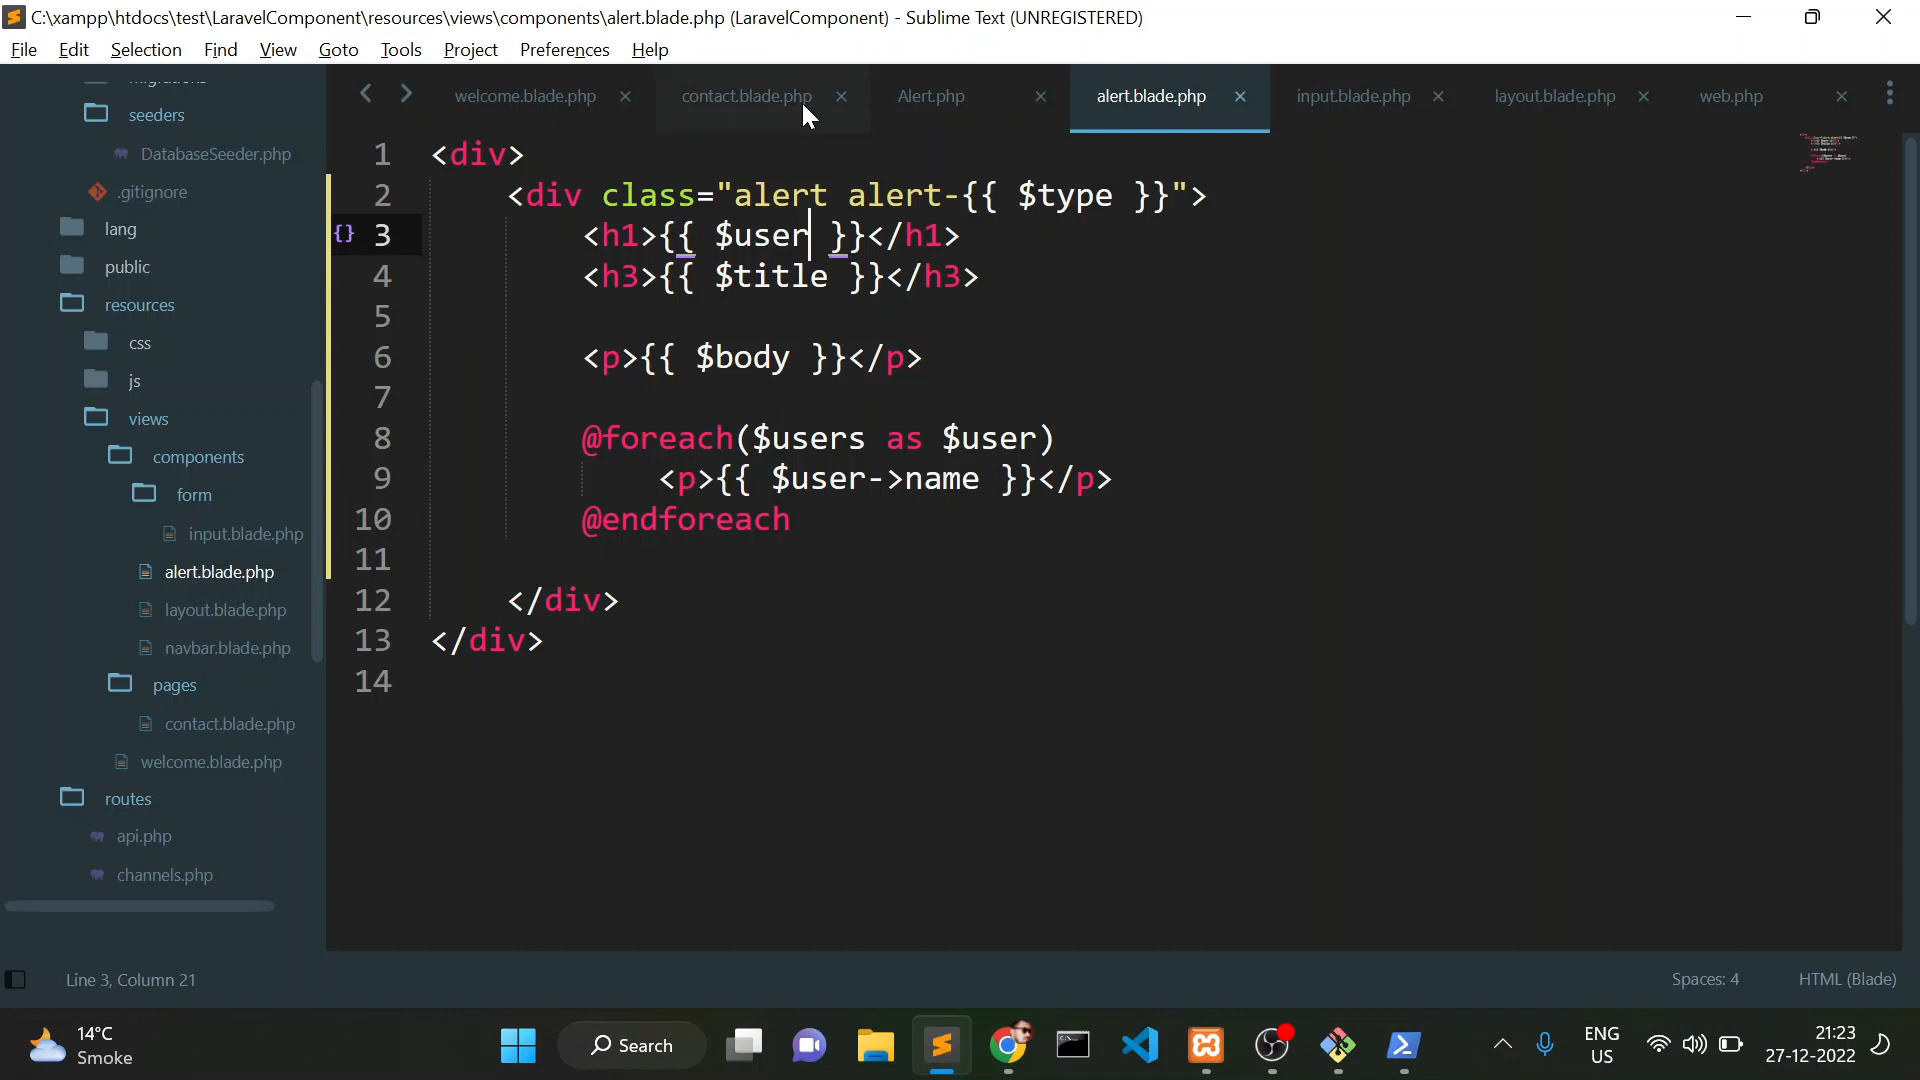 C:\xampp\htdocs\test\LaravelComponent\resources\views\components\alert.blade.php (LaravelComponent) - Sublime Text (UNREGISTERED)
File Edit Selection Find View Goto Tools Project Preferences Help
migrations
seeders
DatabaseSeeder.php
.gitignore
lang
public
resources
css
js
views
components
form
input.blade.php
alert.blade.php
layout.blade.php
navbar.blade.php
pages
contact.blade.php
welcome.blade.php
routes
api.php
channels.php
welcome.blade.php contact.blade.php Alert.php alert.blade.php input.blade.php layout.blade.php web.php
1 <div>
2 <div class="alert alert-{{ $type }}">
{} 3 <h1>{{ $user }}</h1>
4 <h3>{{ $title }}</h3>
5
6 <p>{{ $body }}</p>
7
8 @foreach($users as $user)
9 <p>{{ $user->name }}</p>
10 @endforeach
11
12 </div>
13 </div>
14
Line 3, Column 21 Spaces: 4 HTML (Blade)
14°C
Smoke
Search
ENG
US
21:23
27-12-2022